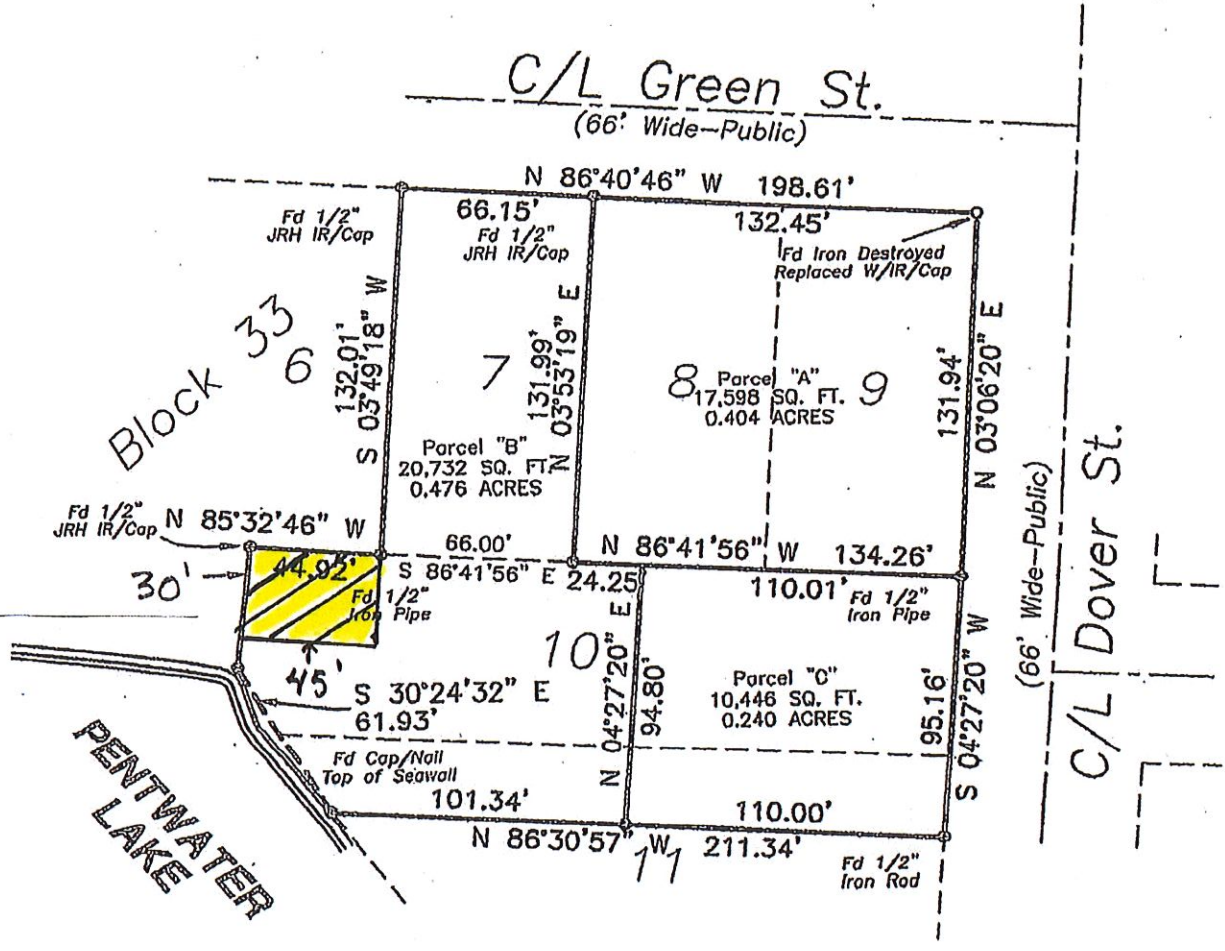 C/L Green St.
(66' Wide-Public)
N 86°40'46" W 198.61'
66.15'
132.45'
Fd 1/2"
JRH IR/Cap
Fd 1/2"
JRH IR/Cap
Fd Iron Destroyed
Replaced W/IR/Cap
Block 33
6
132.01'
S 03°49'18" W
7
131.99'
N 03°53'19" E
8
Parcel "A"
17,598 SQ. FT.
0.404 ACRES
9
131.94'
N 03°06'20" E
Parcel "B"
20,732 SQ. FT.
0.476 ACRES
Fd 1/2"
JRH IR/Cap
N 85°32'46" W
44.92'
66.00'
S 86°41'56" E
24.25
N 86°41'56" W 134.26'
110.01'
30'
Fd 1/2"
Iron Pipe
Fd 1/2"
Iron Pipe
45'
10
S 30°24'32" E
61.93'
N 04°27'20" E
94.80'
Parcel "C"
10,446 SQ. FT.
0.240 ACRES
95.16'
S 04°27'20" W
(66' Wide-Public)
C/L Dover St.
Fd Cap/Nail
Top of Seawall
101.34'
110.00'
N 86°30'57" W 211.34'
11
Fd 1/2"
Iron Rod
PENTWATER
LAKE